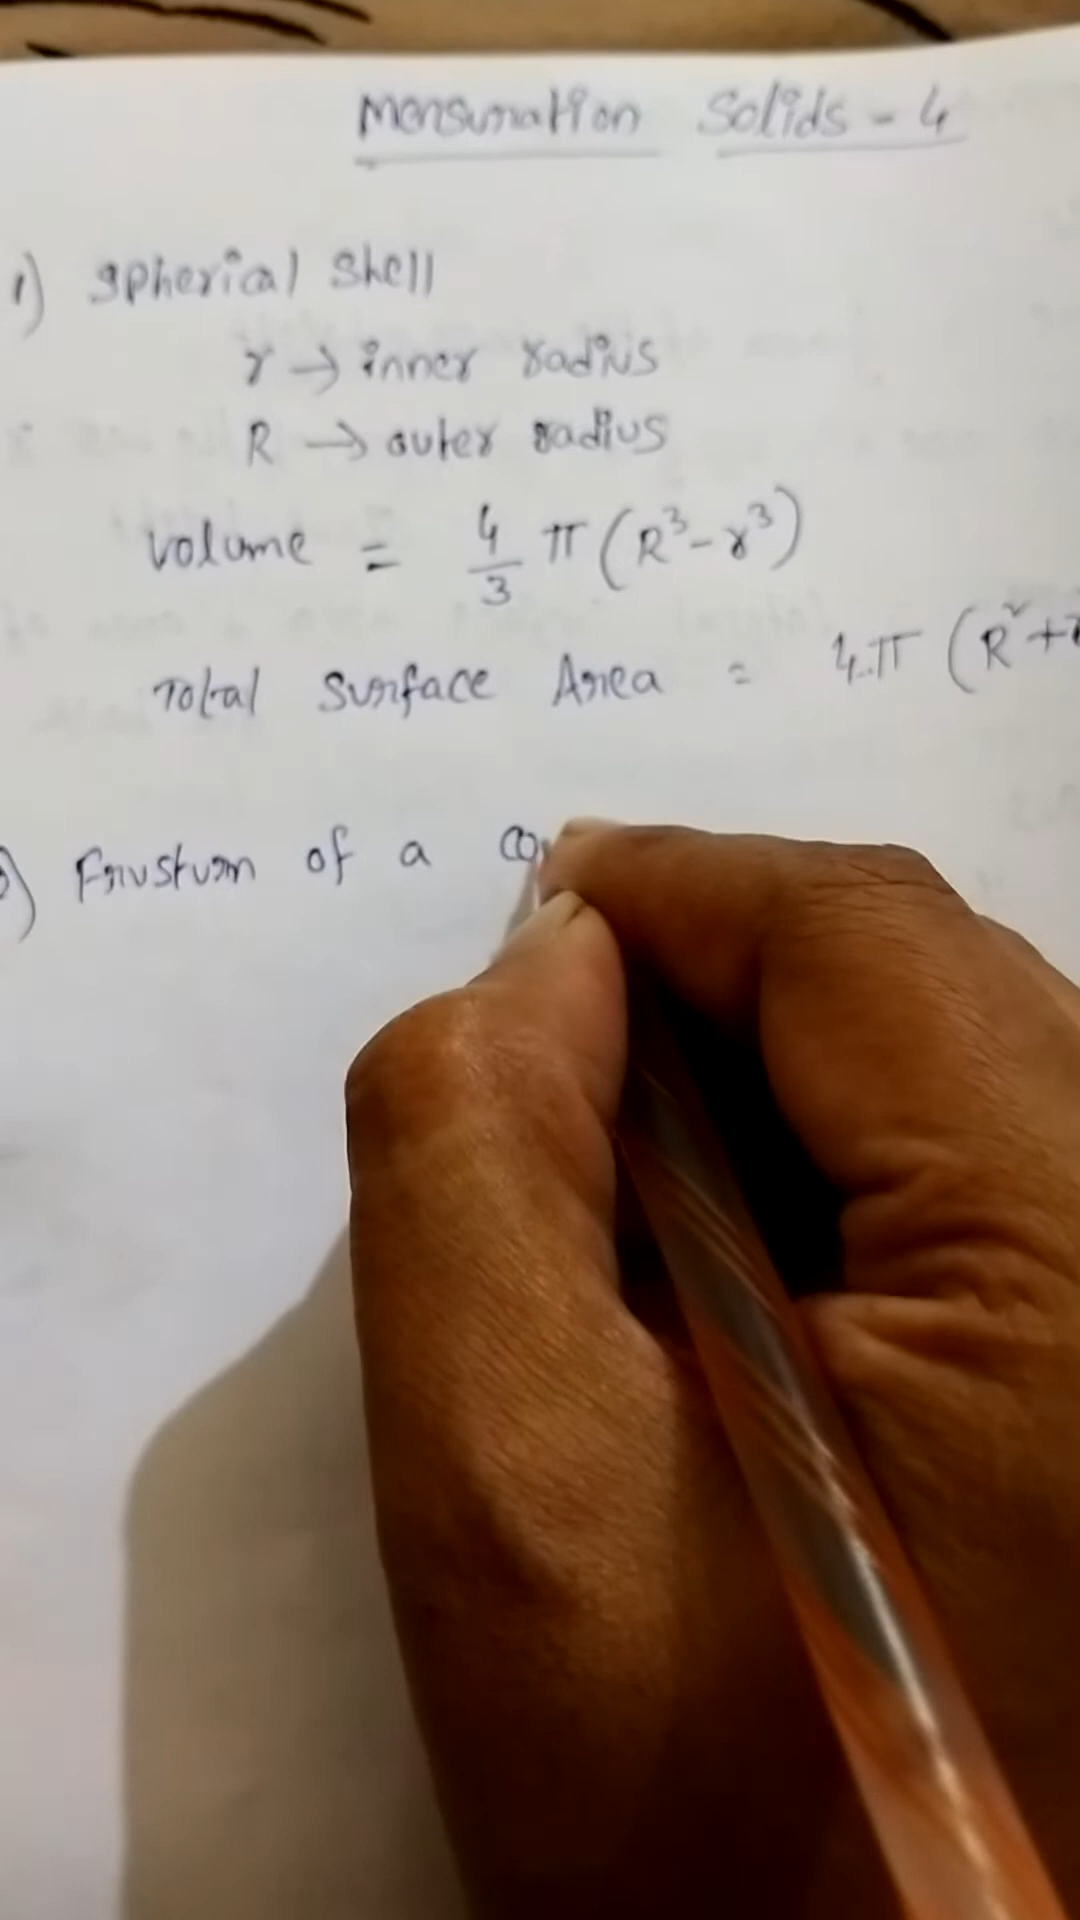 Mensuration Solids - 4
1) Spherical Shell
r → inner radius
R → outer radius
Volume = 4/3 π (R³ - r³)
Total Surface Area = 4π (R² +
Frustum of a